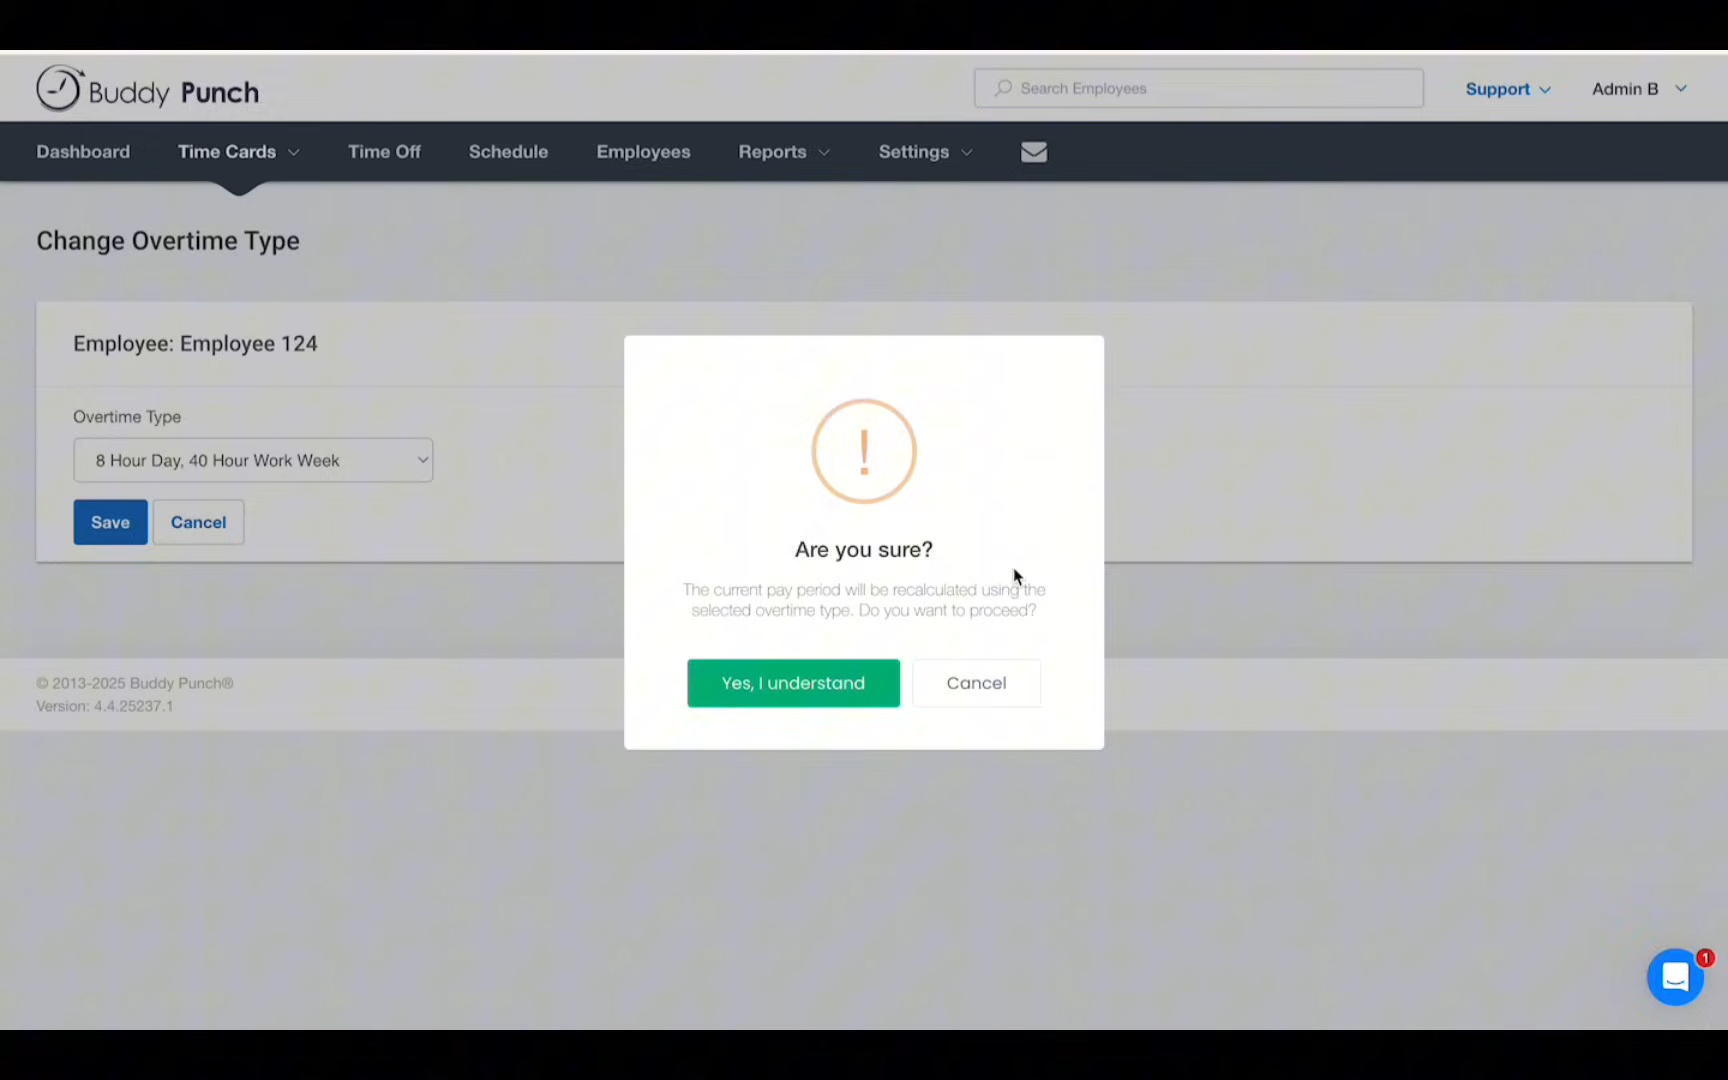 Buddy Punch
Search Employees
Support
Admin B
Dashboard
Time Cards
Time Off
Schedule
Employees
Reports
Settings
Change Overtime Type
Employee: Employee 124
Overtime Type
8 Hour Day, 40 Hour Work Week
Save
Cancel
!
Are you sure?
The current pay period will be recalculated using the
selected overtime type. Do you want to proceed?
Yes, I understand
Cancel
© 2013-2025 Buddy Punch®
Version: 4.4.25237.1
1